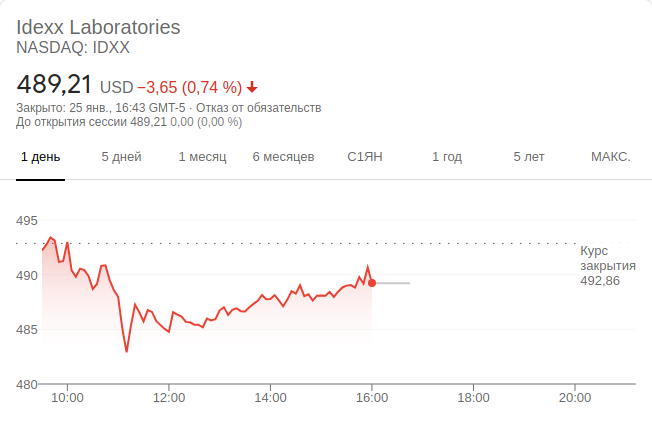 Idexx Laboratories
NASDAQ: IDXX
489,21 USD −3,65 (0,74 %)
Закрыто: 25 янв., 16:43 GMT-5 · Отказ от обязательств
До открытия сессии 489,21 0,00 (0,00 %)
1 день 5 дней 1 месяц 6 месяцев С1ЯН 1 год 5 лет МАКС.
495
Курс
закрытия
490
492,86
485
480
10:00 12:00 14:00 16:00 18:00 20:00